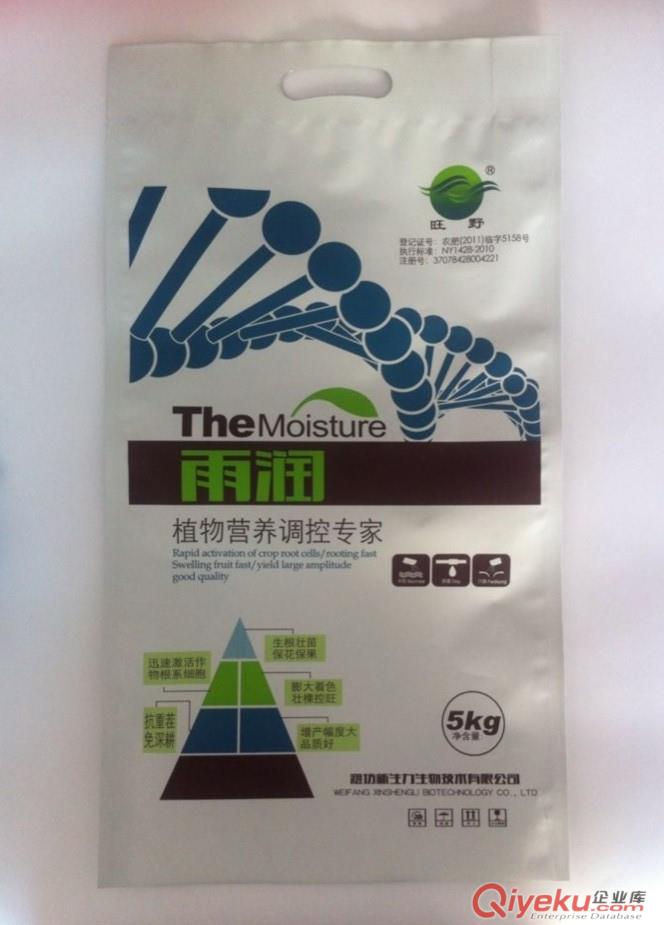 ®
旺野
登记证号：农肥(2011)临字5158号
执行标准：NY1428-2010
注册号：37078428004221
The Moisture
雨润
植物营养调控专家
Rapid activation of crop root cells/rooting fast
Swelling fruit fast/yield large amplitude
good quality
生根壮苗
保花保果
迅速激活作
物根系细胞
膨大着色
壮棵控旺
抗重茬
免深耕
增产幅度大
品质好
5kg
净含量
潍坊新生力生物技术有限公司
WEIFANG XINSHENGLI BIOTECHNOLOGY CO., LTD
Qiyeku.com企业库
Enterprise Database